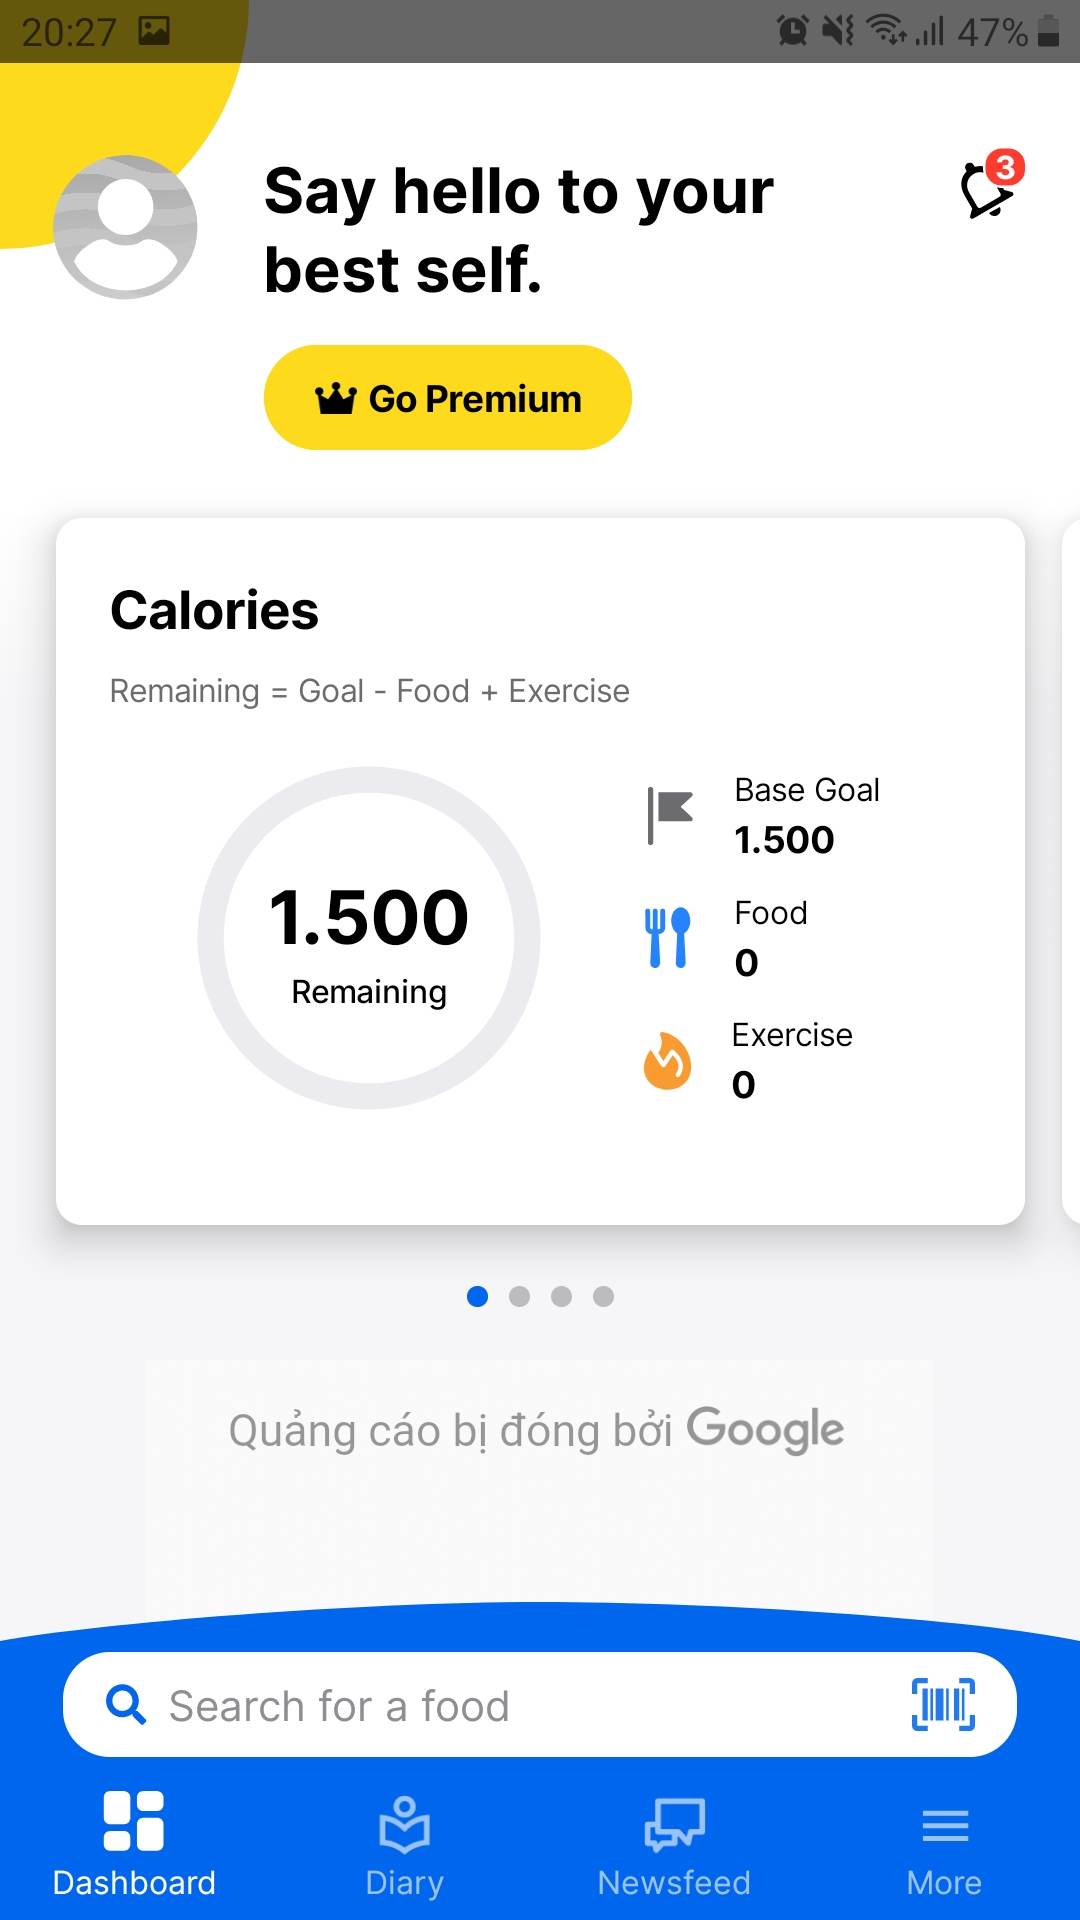 20:27
47%
Say hello to your
best self.
3
Go Premium
Calories
Remaining = Goal - Food + Exercise
1.500
Remaining
Base Goal
1.500
Food
0
Exercise
0
Quảng cáo bị đóng bởi Google
Search for a food
Dashboard
Diary
Newsfeed
More